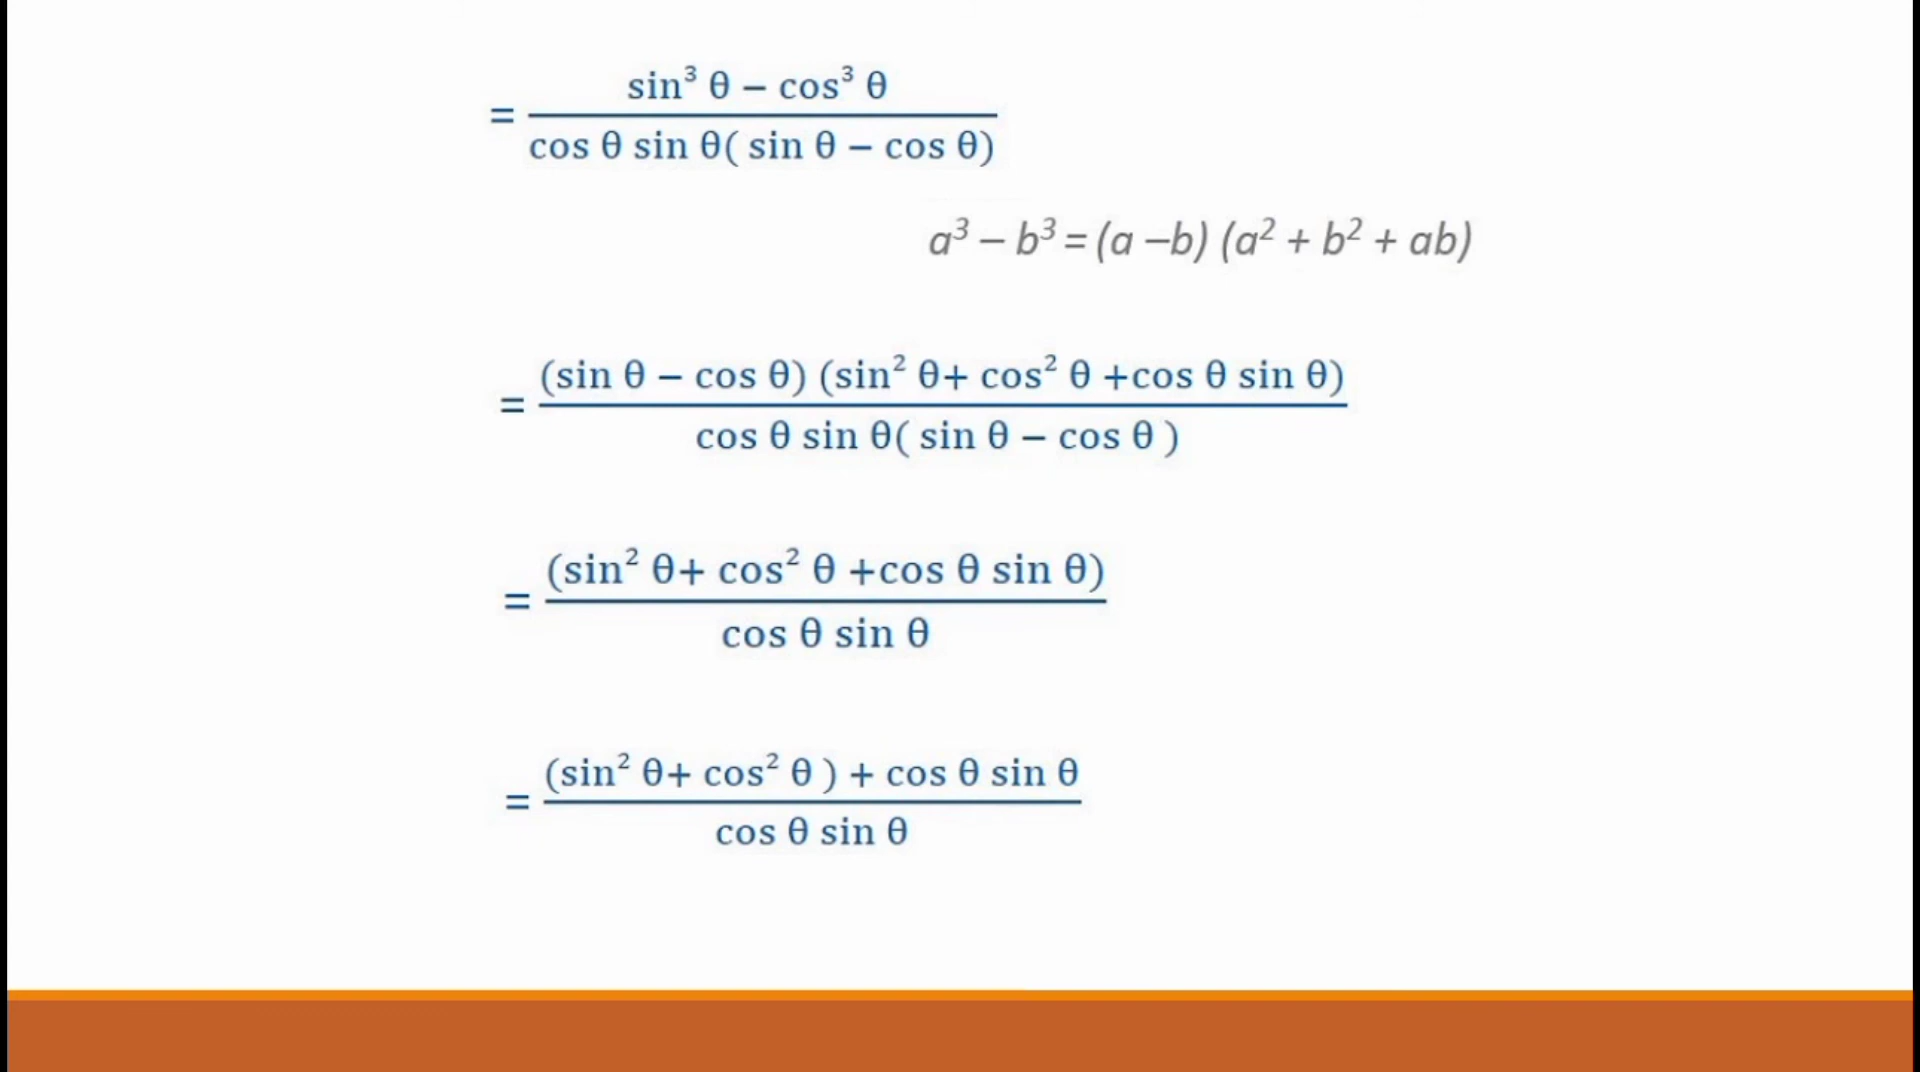 = sin³ θ − cos³ θ / cos θ sin θ( sin θ − cos θ)
a³ – b³ = (a –b) (a² + b² + ab)
= (sin θ − cos θ) (sin² θ+ cos² θ +cos θ sin θ) / cos θ sin θ( sin θ − cos θ )
= (sin² θ+ cos² θ +cos θ sin θ) / cos θ sin θ
= (sin² θ+ cos² θ ) + cos θ sin θ / cos θ sin θ